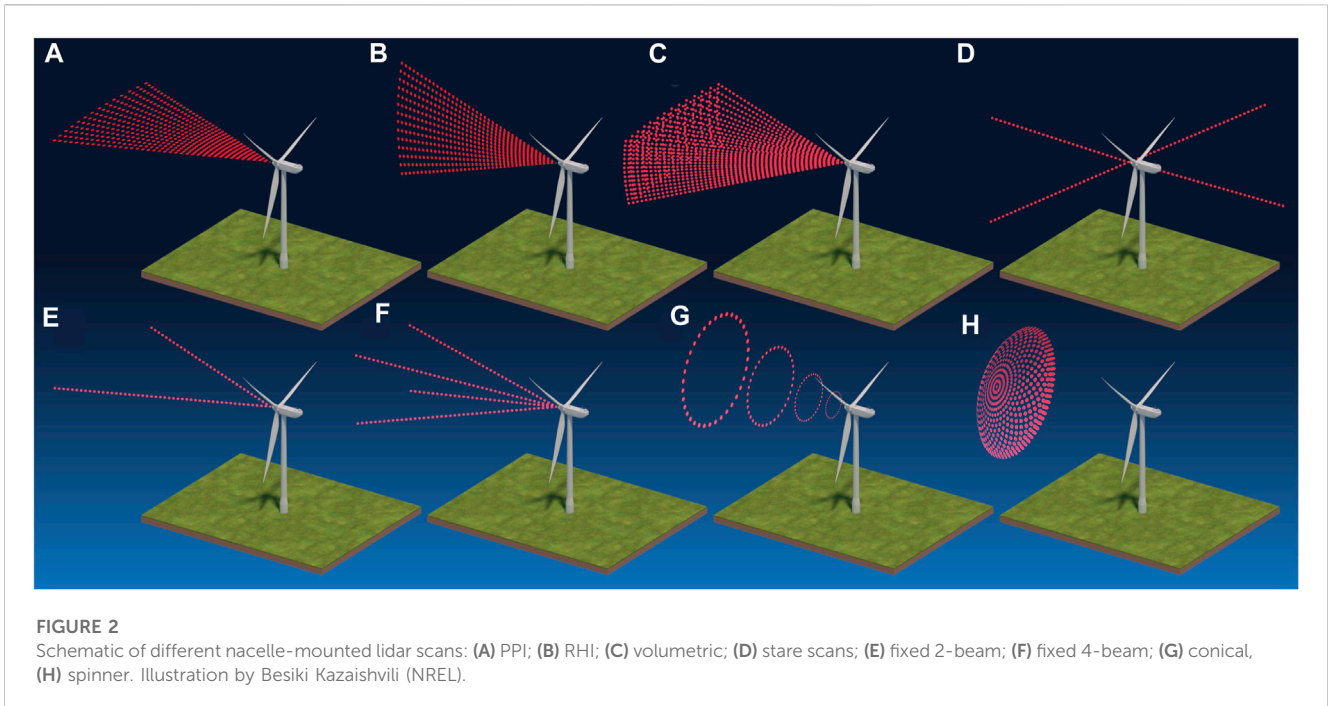 A
B
C
D
E
F
G
H
FIGURE 2
Schematic of different nacelle-mounted lidar scans: (A) PPI; (B) RHI; (C) volumetric; (D) stare scans; (E) fixed 2-beam; (F) fixed 4-beam; (G) conical,
(H) spinner. Illustration by Besiki Kazaishvili (NREL).